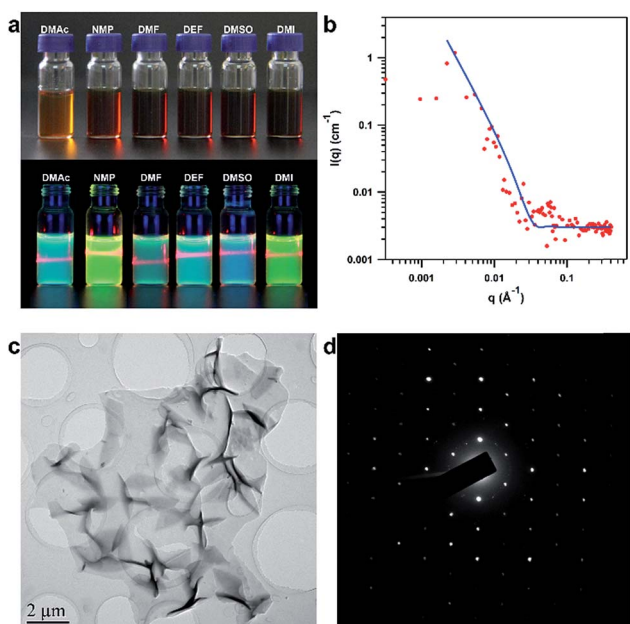 a
DMAc NMP DMF DEF DMSO DMI
DMAc NMP DMF DEF DMSO DMI
b
I(q) (cm⁻¹)
1
0.1
0.01
0.001
0.001 0.01 0.1
q (Å⁻¹)
c
2 μm
d